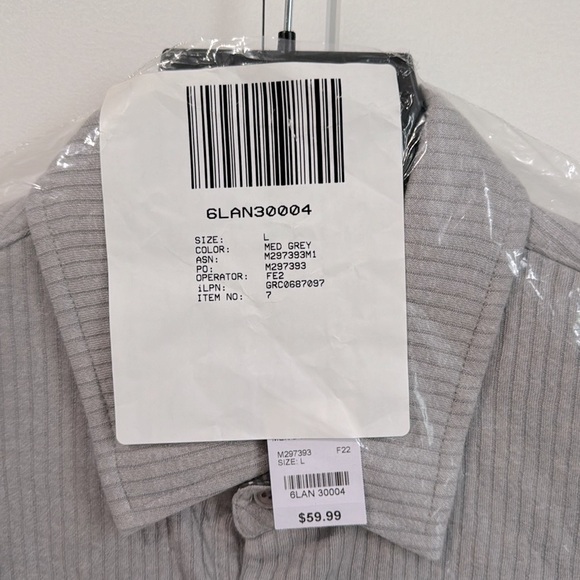 6LAN30004
SIZE: L
COLOR: MED GREY
ASN: M297393M1
PO: M297393
OPERATOR: FE2
iLPN: GRC0687097
ITEM NO: 7
M297393 F22
SIZE: L
6LAN 30004
$59.99